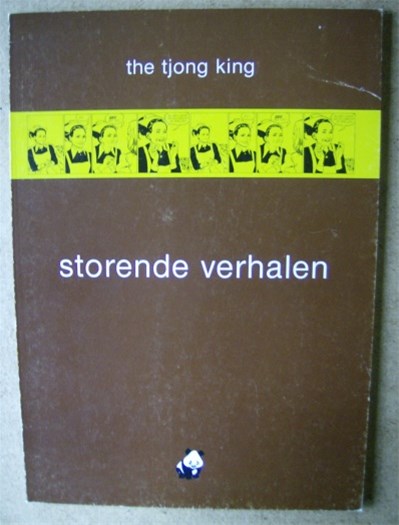 the tjong king
storende verhalen